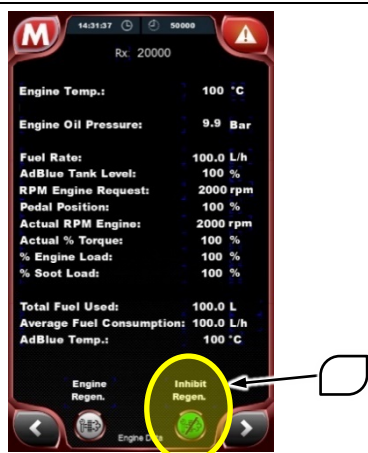 M 14:31:37 50000
Rx: 20000
Engine Temp.: 100 °C
Engine Oil Pressure: 9.9 Bar
Fuel Rate: 100.0 L/h
AdBlue Tank Level: 100 %
RPM Engine Request: 2000 rpm
Pedal Position: 100 %
Actual RPM Engine: 2000 rpm
Actual % Torque: 100 %
% Engine Load: 100 %
% Soot Load: 100 %
Total Fuel Used: 100.0 L
Average Fuel Consumption: 100.0 L/h
AdBlue Temp.: 100 °C
Engine Regen.
Inhibit Regen.
Engine Data